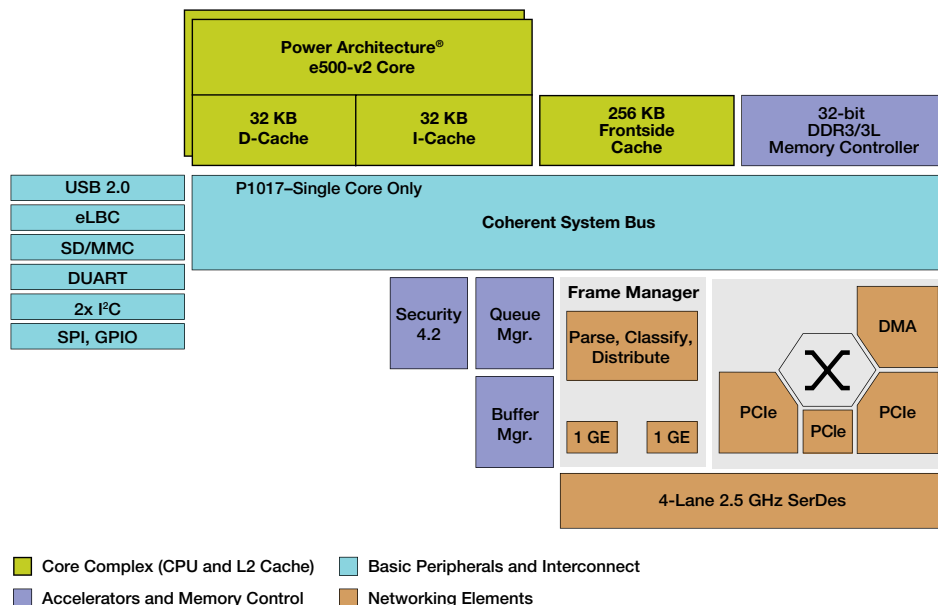 Power Architecture®
e500-v2 Core
32 KB
D-Cache
32 KB
I-Cache
256 KB
Frontside
Cache
32-bit
DDR3/3L
Memory Controller
USB 2.0
eLBC
SD/MMC
DUART
2x I²C
SPI, GPIO
P1017–Single Core Only
Coherent System Bus
Security
4.2
Queue
Mgr.
Buffer
Mgr.
Frame Manager
Parse, Classify,
Distribute
1 GE
1 GE
DMA
PCIe
PCIe
PCIe
4-Lane 2.5 GHz SerDes
Core Complex (CPU and L2 Cache)
Basic Peripherals and Interconnect
Accelerators and Memory Control
Networking Elements